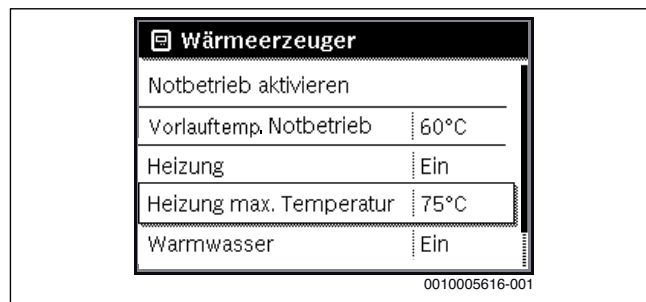 Wärmeerzeuger
Notbetrieb aktivieren
Vorlauftemp. Notbetrieb 60°C
Heizung Ein
Heizung max. Temperatur 75°C
Warmwasser Ein
0010005616-001